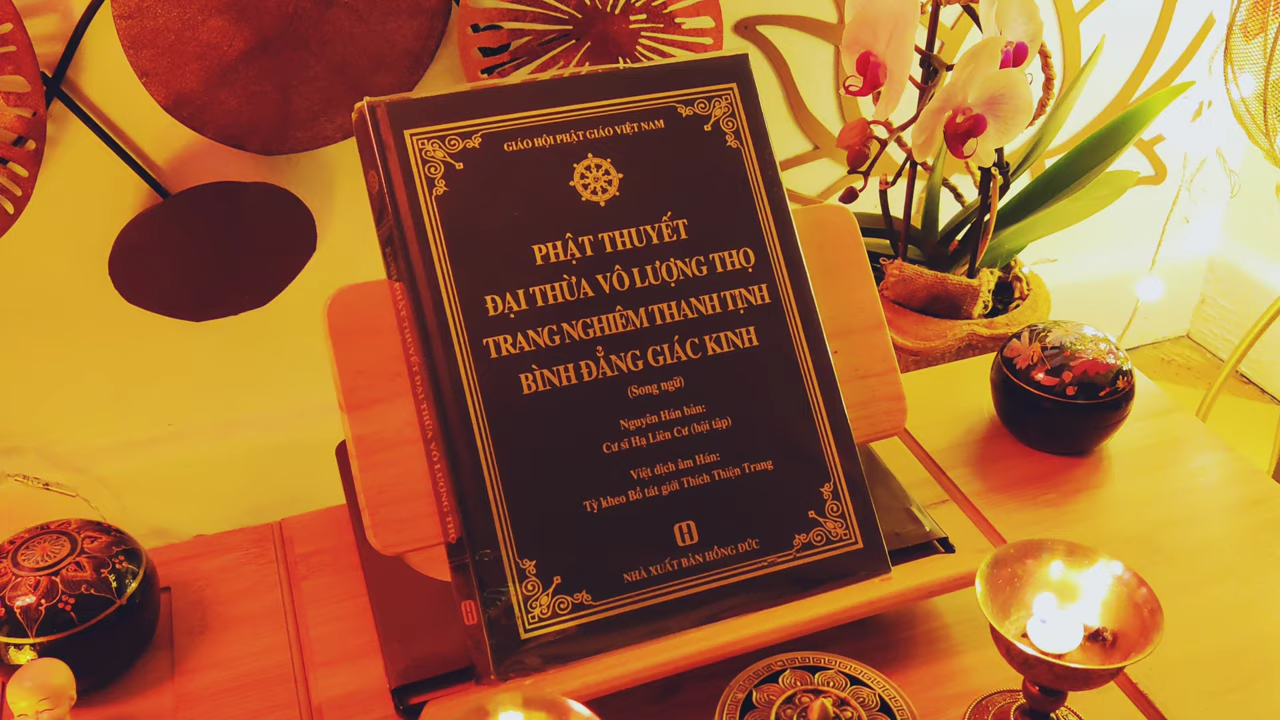 GIÁO HỘI PHẬT GIÁO VIỆT NAM
PHẬT THUYẾT
ĐẠI THỪA VÔ LƯỢNG THỌ
TRANG NGHIÊM THANH TỊNH
BÌNH ĐẲNG GIÁC KINH
(Song ngữ)
Nguyên Hán bản:
Cư sĩ Hạ Liên Cư (hội tập)
Việt dịch âm Hán:
Tỳ kheo Bồ tát giới Thích Thiện Trang
NHÀ XUẤT BẢN HỒNG ĐỨC
PHẬT THUYẾT ĐẠI THỪA VÔ LƯỢNG THỌ